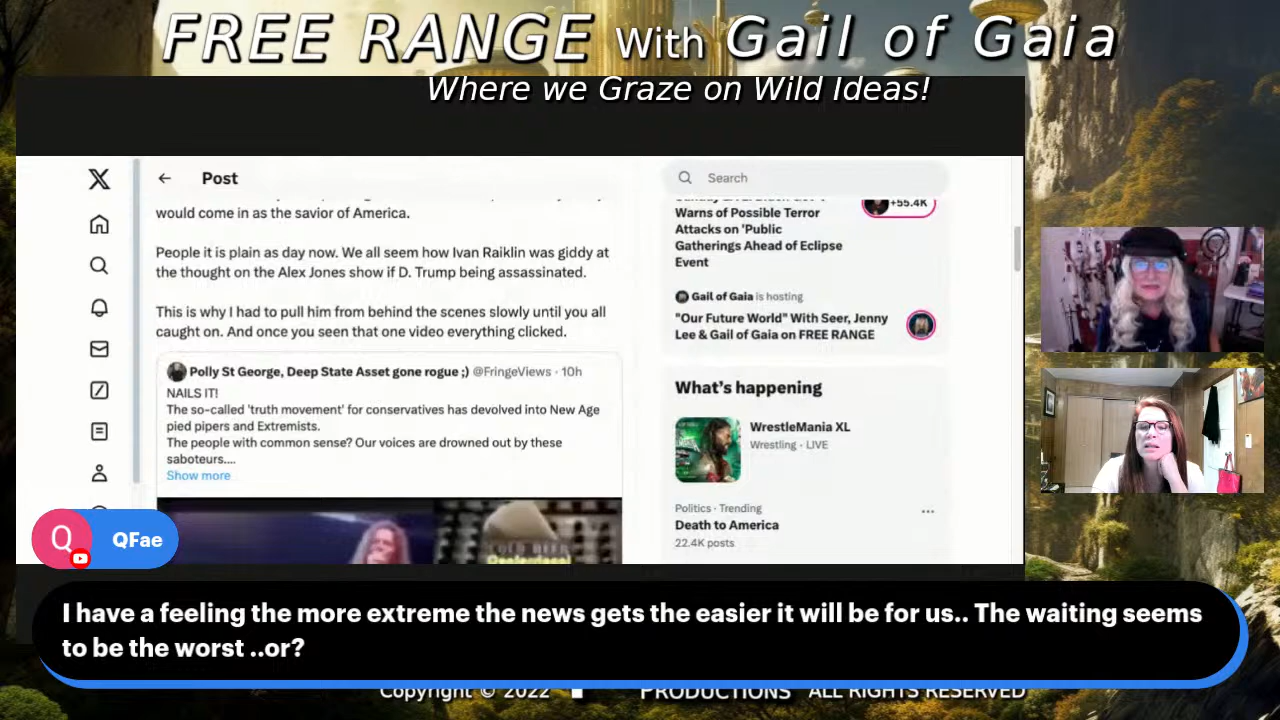 FREE RANGE With Gail of Gaia
Where we Graze on Wild Ideas!
Post
would come in as the savior of America.
People it is plain as day now. We all seem how Ivan Raiklin was giddy at
the thought on the Alex Jones show if D. Trump being assassinated.
This is why I had to pull him from behind the scenes slowly until you all
caught on. And once you seen that one video everything clicked.
Polly St George, Deep State Asset gone rogue ;) @FringeViews · 10h
NAILS IT!
The so-called 'truth movement' for conservatives has devolved into New Age
pied pipers and Extremists.
The people with common sense? Our voices are drowned out by these
saboteurs....
Show more
Search
+55.4K
Warns of Possible Terror
Attacks on 'Public
Gatherings Ahead of Eclipse
Event
Gail of Gaia is hosting
"Our Future World" With Seer, Jenny
Lee & Gail of Gaia on FREE RANGE
What's happening
WrestleMania XL
Wrestling · LIVE
Politics · Trending
Death to America
22.4K posts
Q QFae
I have a feeling the more extreme the news gets the easier it will be for us.. The waiting seems
to be the worst ..or?
Copyright © 2022 PRODUCTIONS ALL RIGHTS RESERVED